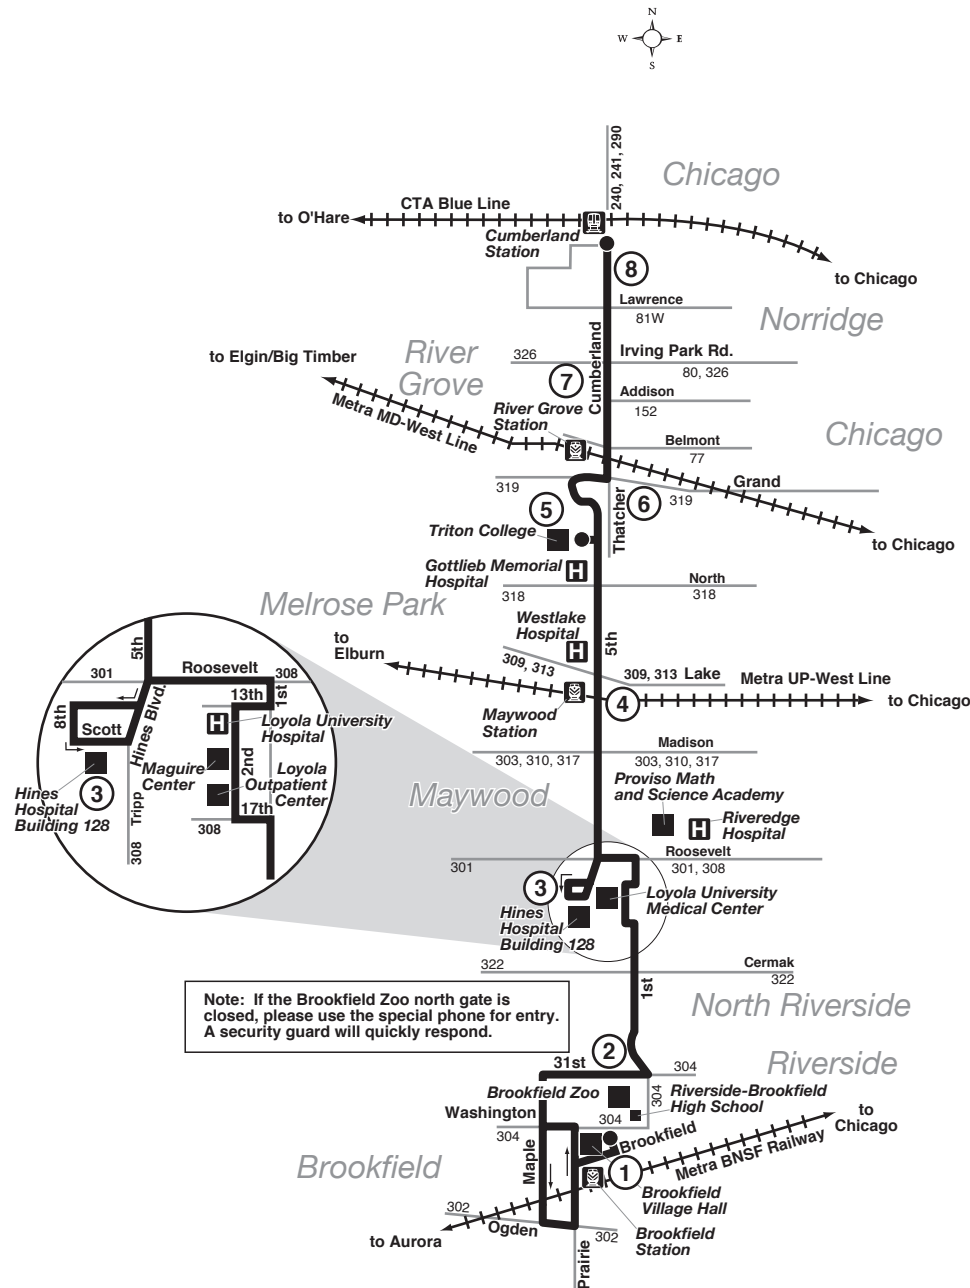 N
W E
S
240, 241, 290
Chicago
CTA Blue Line
to O'Hare
Cumberland
Station
8
to Chicago
Lawrence
81W
Norridge
Cumberland
to Elgin/Big Timber
River
Grove
326
Irving Park Rd.
80, 326
7
Addison
152
Metra MD-West Line
River Grove
Station
Chicago
Belmont
77
319
Grand
319
5
6
Thatcher
Triton College
to Chicago
Gottlieb Memorial
Hospital
North
318
318
Melrose Park
Westlake
Hospital
5th
to
Elburn
309, 313
309, 313 Lake
Metra UP-West Line
to Chicago
4
Maywood
Station
Madison
303, 310, 317
303, 310, 317
Proviso Math
and Science Academy
Maywood
Riveredge
Hospital
H
H
H
Roosevelt
301
301, 308
3
Loyola University
Medical Center
Hines
Hospital
Building 128
5th
Roosevelt
301
308
13th
1st
8th
Scott
Hines Blvd.
H
Loyola University
Hospital
Maguire
Center
2nd
Loyola
Outpatient
Center
3
Hines
Hospital
Building 128
Tripp
308
17th
308
322
Cermak
322
1st
North Riverside
Note: If the Brookfield Zoo north gate is
closed, please use the special phone for entry.
A security guard will quickly respond.
2
31st
304
Riverside
Brookfield Zoo
304
Riverside-Brookfield
High School
Washington
304
304
to
Chicago
Brookfield
Metra BNSF Railway
Maple
Brookfield
1
Brookfield
Village Hall
302
Ogden
302
Brookfield
Station
to Aurora
Prairie